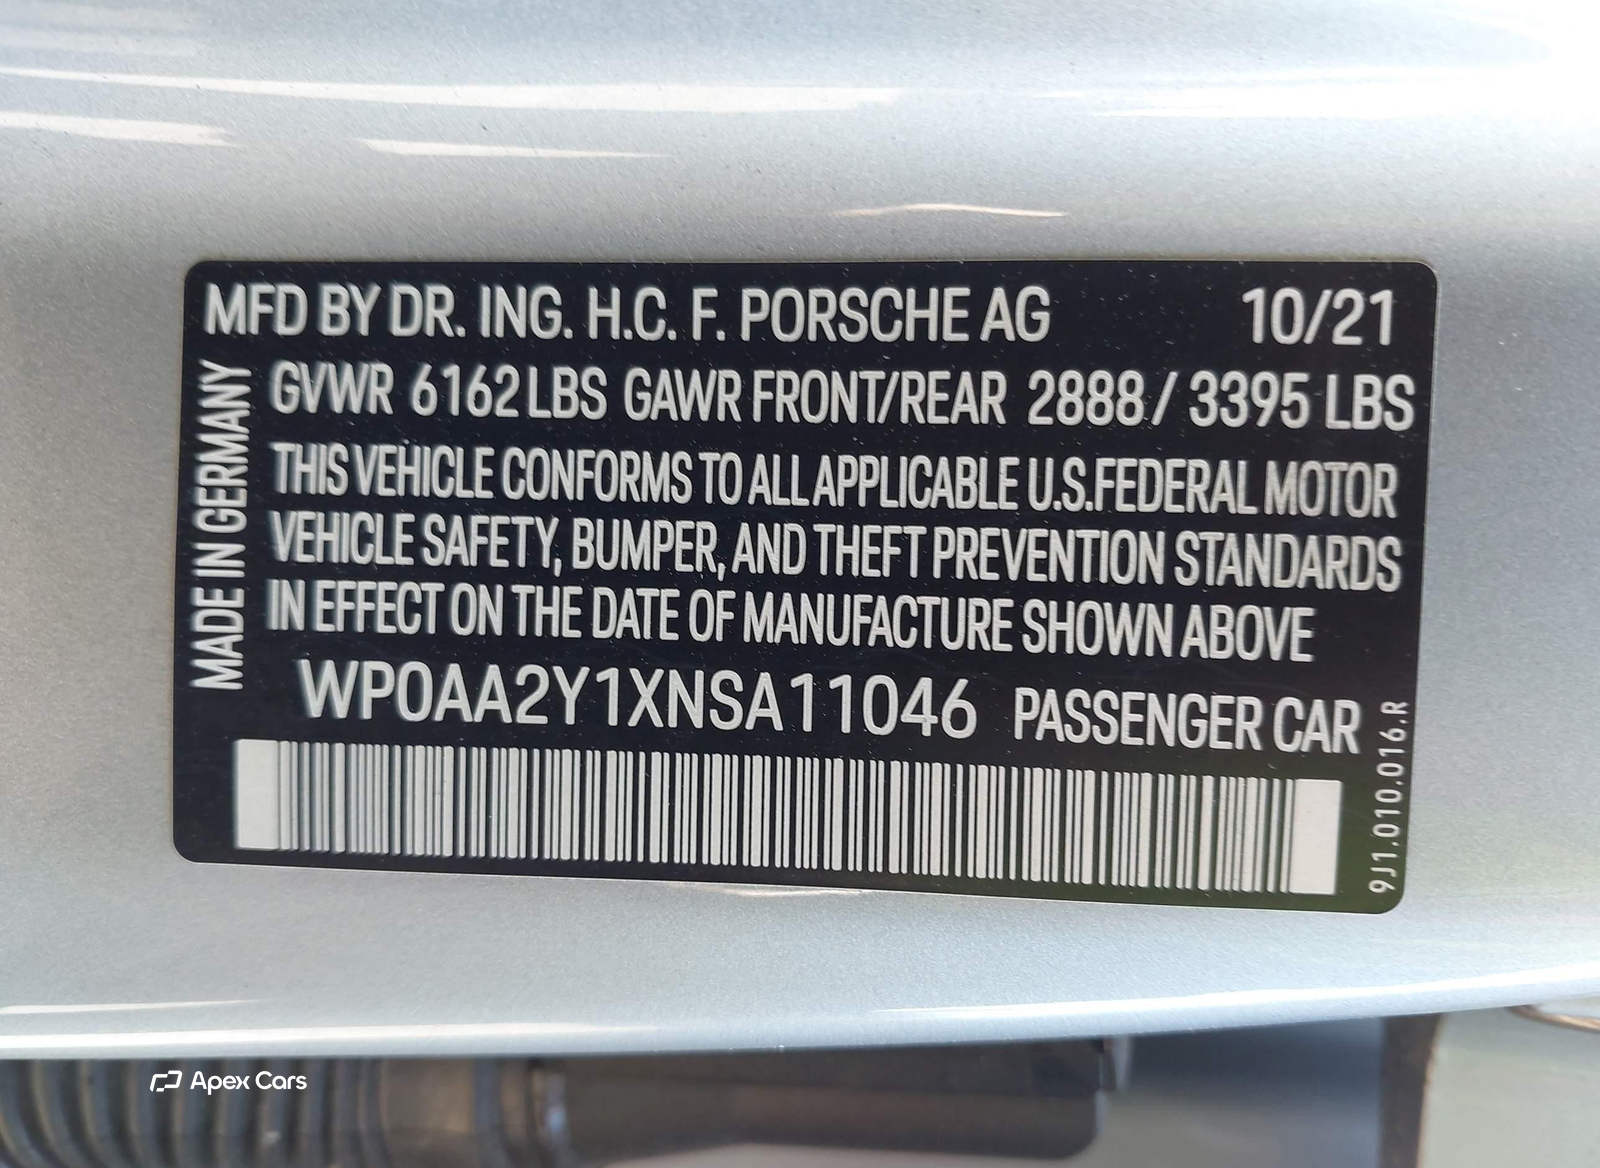 MFD BY DR. ING. H.C. F. PORSCHE AG 10/21
GVWR 6162 LBS GAWR FRONT/REAR 2888 / 3395 LBS
THIS VEHICLE CONFORMS TO ALL APPLICABLE U.S.FEDERAL MOTOR
VEHICLE SAFETY, BUMPER, AND THEFT PREVENTION STANDARDS
IN EFFECT ON THE DATE OF MANUFACTURE SHOWN ABOVE
WP0AA2Y1XNSA11046 PASSENGER CAR
MADE IN GERMANY
9J1.010.016.R
Apex Cars